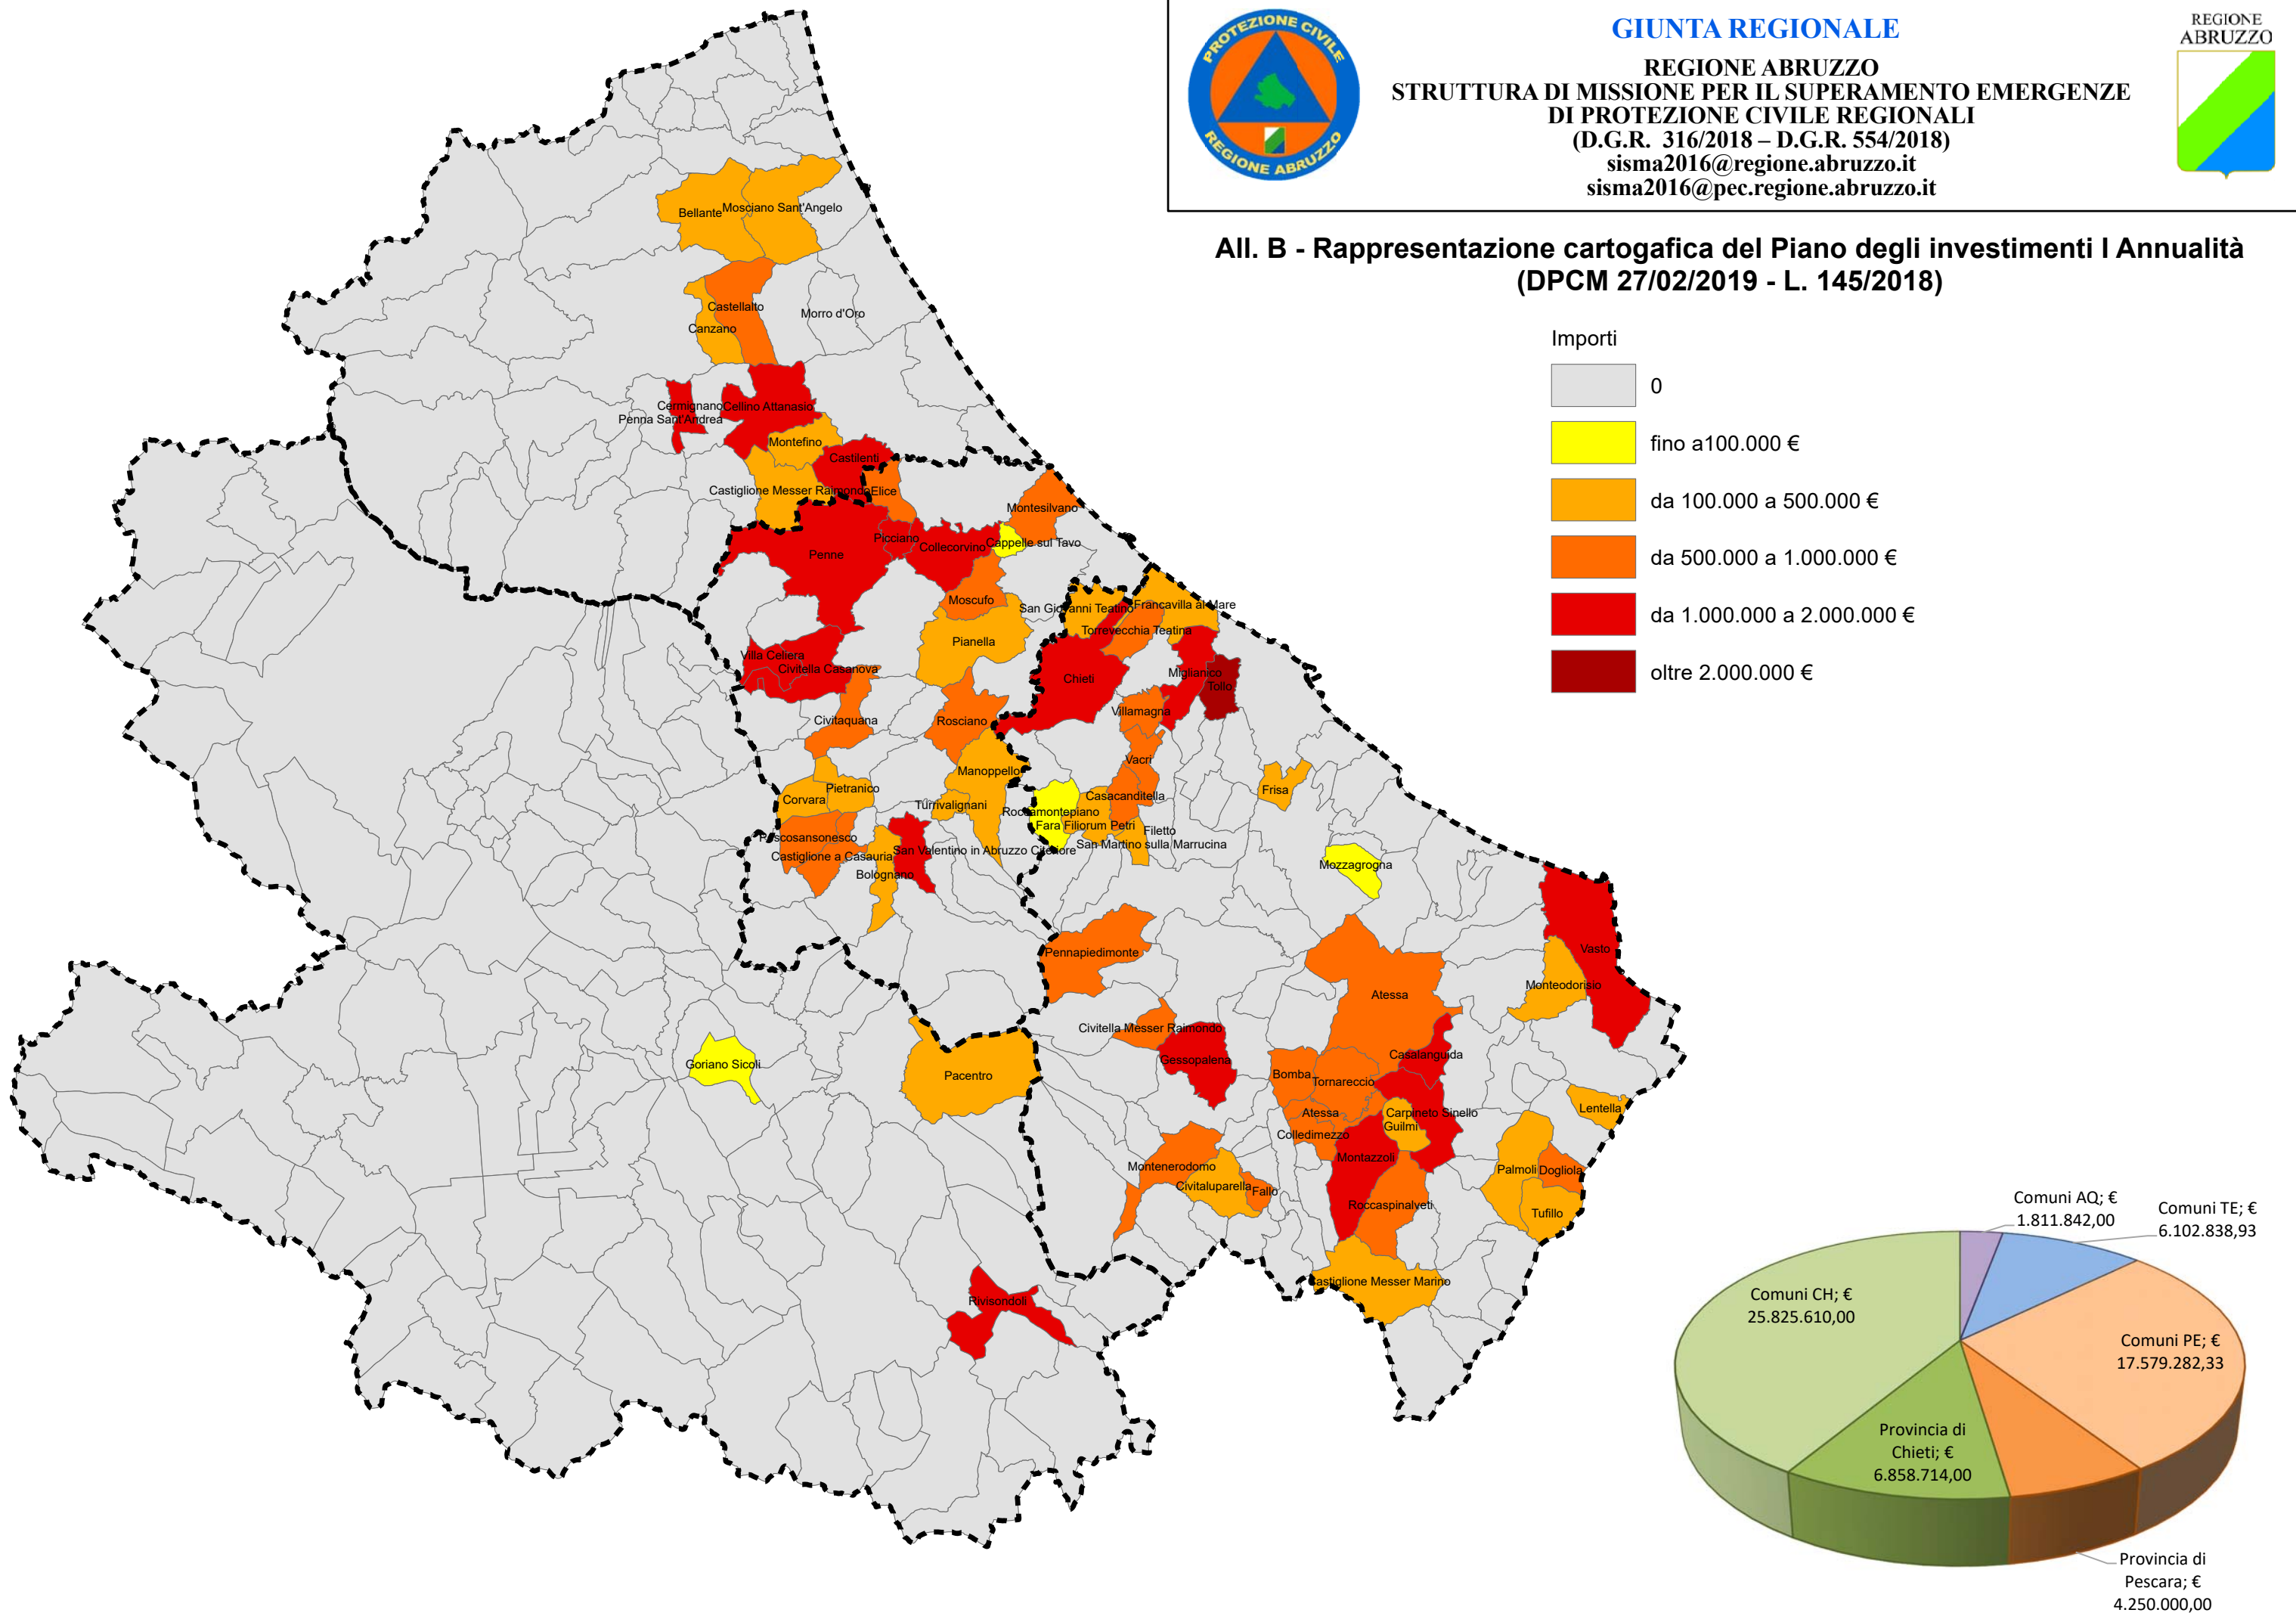 PROTEZIONE CIVILE
REGIONE ABRUZZO
GIUNTA REGIONALE
REGIONE ABRUZZO
STRUTTURA DI MISSIONE PER IL SUPERAMENTO EMERGENZE
DI PROTEZIONE CIVILE REGIONALI
(D.G.R. 316/2018 – D.G.R. 554/2018)
sisma2016@regione.abruzzo.it
sisma2016@pec.regione.abruzzo.it
REGIONE
ABRUZZO
All. B - Rappresentazione cartogafica del Piano degli investimenti I Annualità
(DPCM 27/02/2019 - L. 145/2018)
Importi
0
fino a100.000 €
da 100.000 a 500.000 €
da 500.000 a 1.000.000 €
da 1.000.000 a 2.000.000 €
oltre 2.000.000 €
Bellante
Mosciano Sant'Angelo
Castellalto
Canzano
Morro d'Oro
Cermignano
Cellino Attanasio
Penna Sant'Andrea
Montefino
Castilenti
Castiglione Messer Raimondo
Elice
Montesilvano
Picciano
Collecorvino
Cappelle sul Tavo
Penne
Moscufo
San Giovanni Teatino
Francavilla al Mare
Torrevecchia Teatina
Pianella
Villa Celiera
Civitella Casanova
Chieti
Miglianico
Tollo
Villamagna
Civitaquana
Rosciano
Vacri
Manoppello
Pietranico
Corvara
Turrivalignani
Casacanditella
Frisa
Roccamontepiano
Fara Filiorum Petri
Filetto
San Martino sulla Marrucina
Pescosansonesco
Castiglione a Casauria
San Valentino in Abruzzo Citeriore
Bolognano
Mozzagrogna
Pennapiedimonte
Vasto
Monteodorisio
Atessa
Civitella Messer Raimondo
Gessopalena
Casalanguida
Goriano Sicoli
Pacentro
Bomba
Tornareccio
Atessa
Carpineto Sinello
Guilmi
Colledimezzo
Lentella
Montazzoli
Montenerodomo
Civitaluparella
Fallo
Palmoli
Dogliola
Roccaspinalveti
Tufillo
Castiglione Messer Marino
Rivisondoli
Comuni AQ; €
1.811.842,00
Comuni TE; €
6.102.838,93
Comuni CH; €
25.825.610,00
Comuni PE; €
17.579.282,33
Provincia di
Chieti; €
6.858.714,00
Provincia di
Pescara; €
4.250.000,00